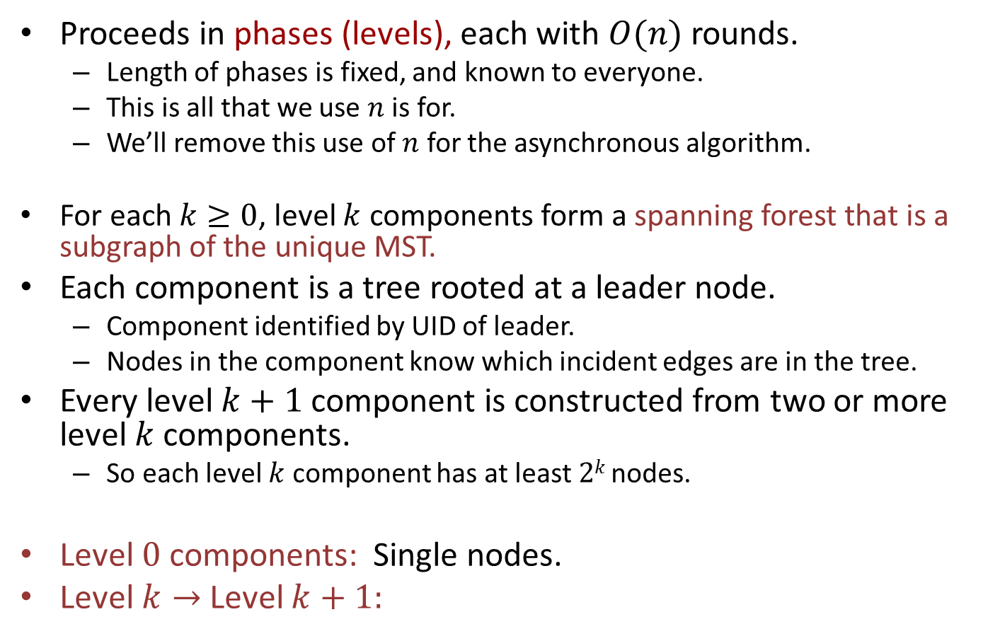 • Proceeds in phases (levels), each with O(n) rounds.
– Length of phases is fixed, and known to everyone.
– This is all that we use n is for.
– We’ll remove this use of n for the asynchronous algorithm.
• For each k ≥ 0, level k components form a spanning forest that is a
subgraph of the unique MST.
• Each component is a tree rooted at a leader node.
– Component identified by UID of leader.
– Nodes in the component know which incident edges are in the tree.
• Every level k + 1 component is constructed from two or more
level k components.
– So each level k component has at least 2ᵏ nodes.
• Level 0 components: Single nodes.
• Level k → Level k + 1: